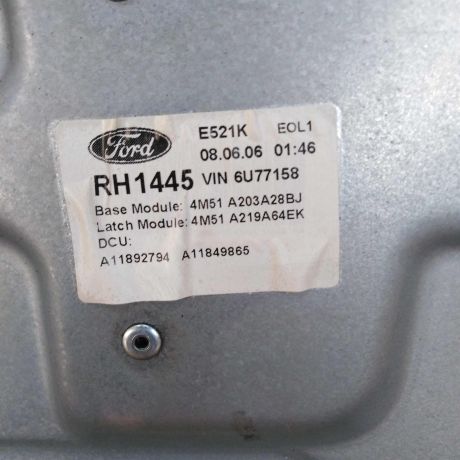 Ford E521K EOL1
08.06.06 01:46
RH1445 VIN 6U77158
Base Module: 4M51 A203A28BJ
Latch Module: 4M51 A219A64EK
DCU:
A11892794 A11849865